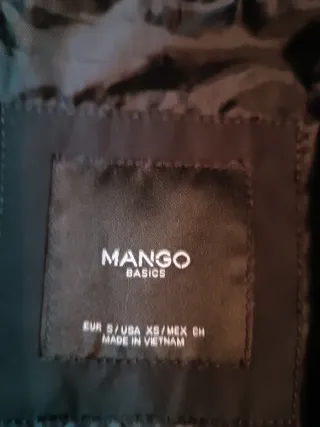 MANGO
BASICS
EUR S/USA XS/MEX CH
MADE IN VIETNAM